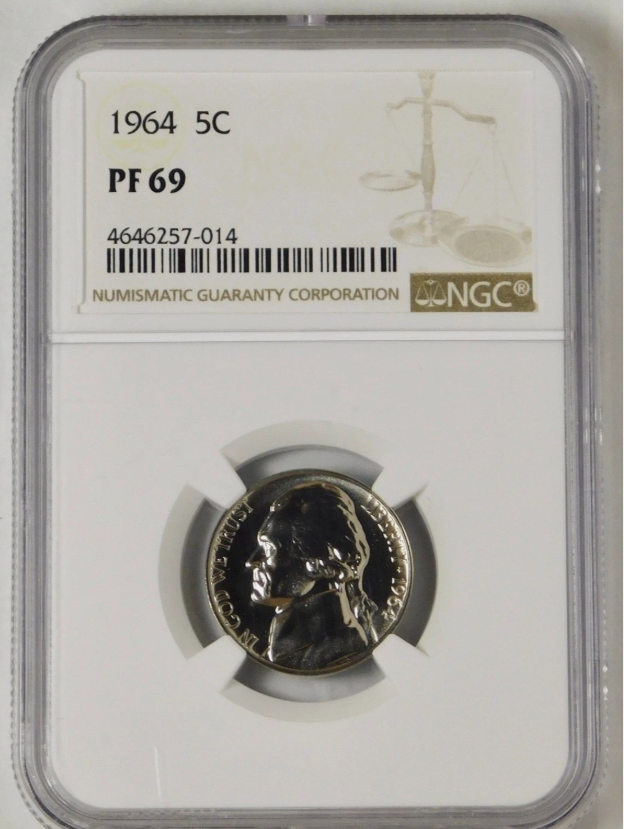 1964 5C
PF 69
4646257-014
NUMISMATIC GUARANTY CORPORATION
NGC®
IN GOD WE TRUST
LIBERTY 1964